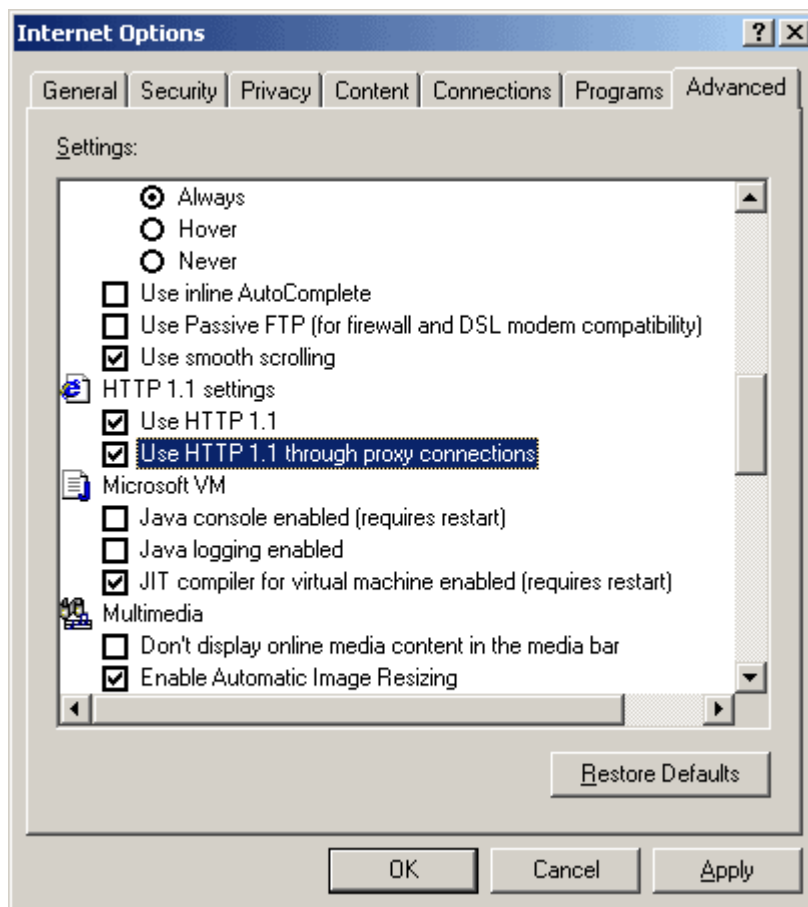 Internet Options
General Security Privacy Content Connections Programs Advanced
Settings:
Always
Hover
Never
Use inline AutoComplete
Use Passive FTP (for firewall and DSL modem compatibility)
Use smooth scrolling
HTTP 1.1 settings
Use HTTP 1.1
Use HTTP 1.1 through proxy connections
Microsoft VM
Java console enabled (requires restart)
Java logging enabled
JIT compiler for virtual machine enabled (requires restart)
Multimedia
Don't display online media content in the media bar
Enable Automatic Image Resizing
Restore Defaults
OK Cancel Apply